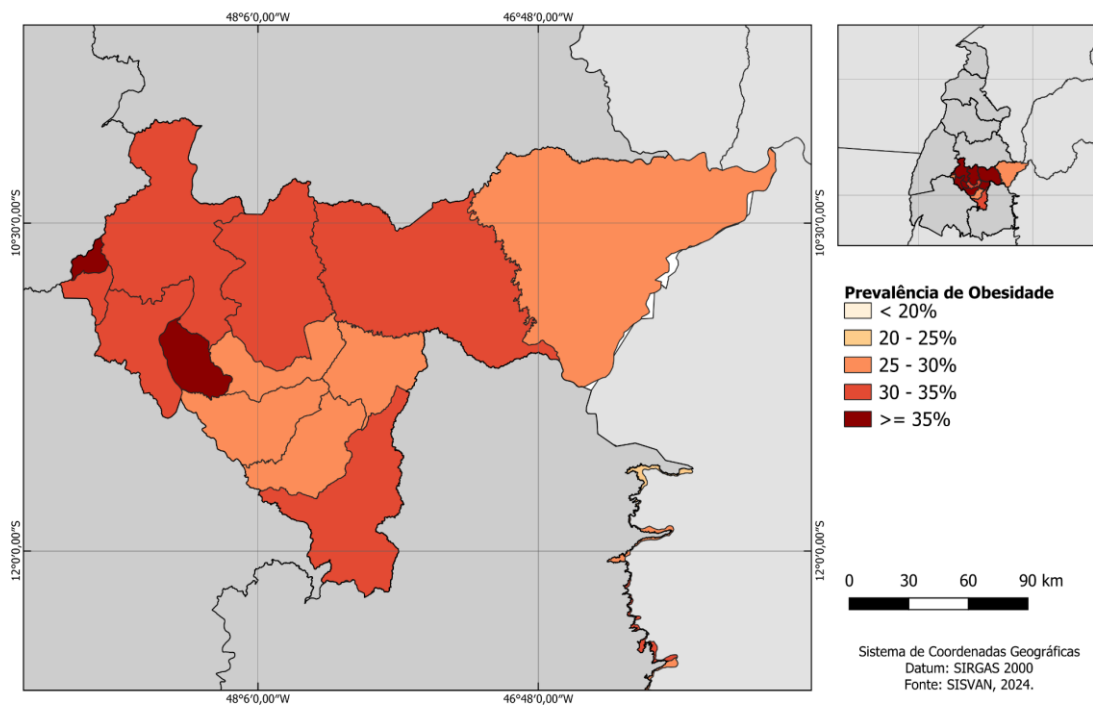 48°6′0,00″W 46°48′0,00″W
10°30′0,00″S 10°30′0,00″S
12°0′0,00″S 12°0′0,00″S
48°6′0,00″W 46°48′0,00″W
Prevalência de Obesidade
< 20%
20 - 25%
25 - 30%
30 - 35%
>= 35%
0 30 60 90 km
Sistema de Coordenadas Geográficas
Datum: SIRGAS 2000
Fonte: SISVAN, 2024.